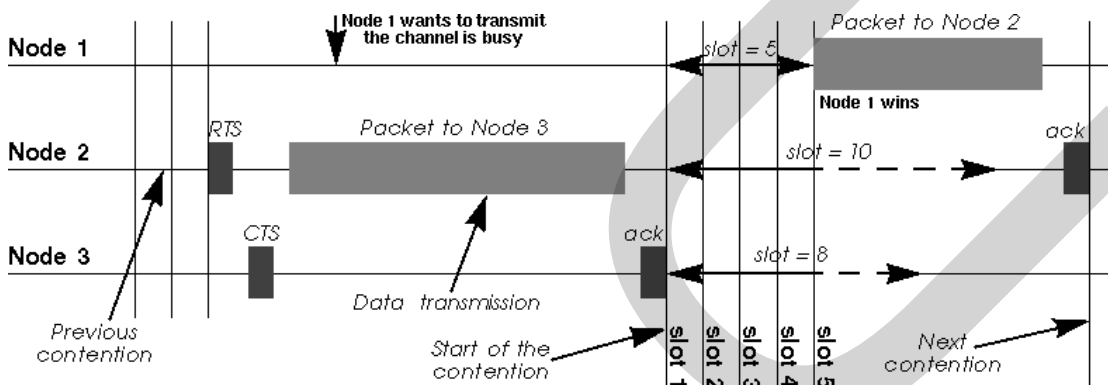 Node 1 wants to transmit
the channel is busy
Packet to Node 2
Node 1
slot = 5
Node 1 wins
RTS
Packet to Node 3
ack
Node 2
slot = 10
CTS
ack
Node 3
slot = 8
Data transmission
Previous
contention
Start of the
contention
slot 1
slot 2
slot 3
slot 4
slot 5
Next
contention